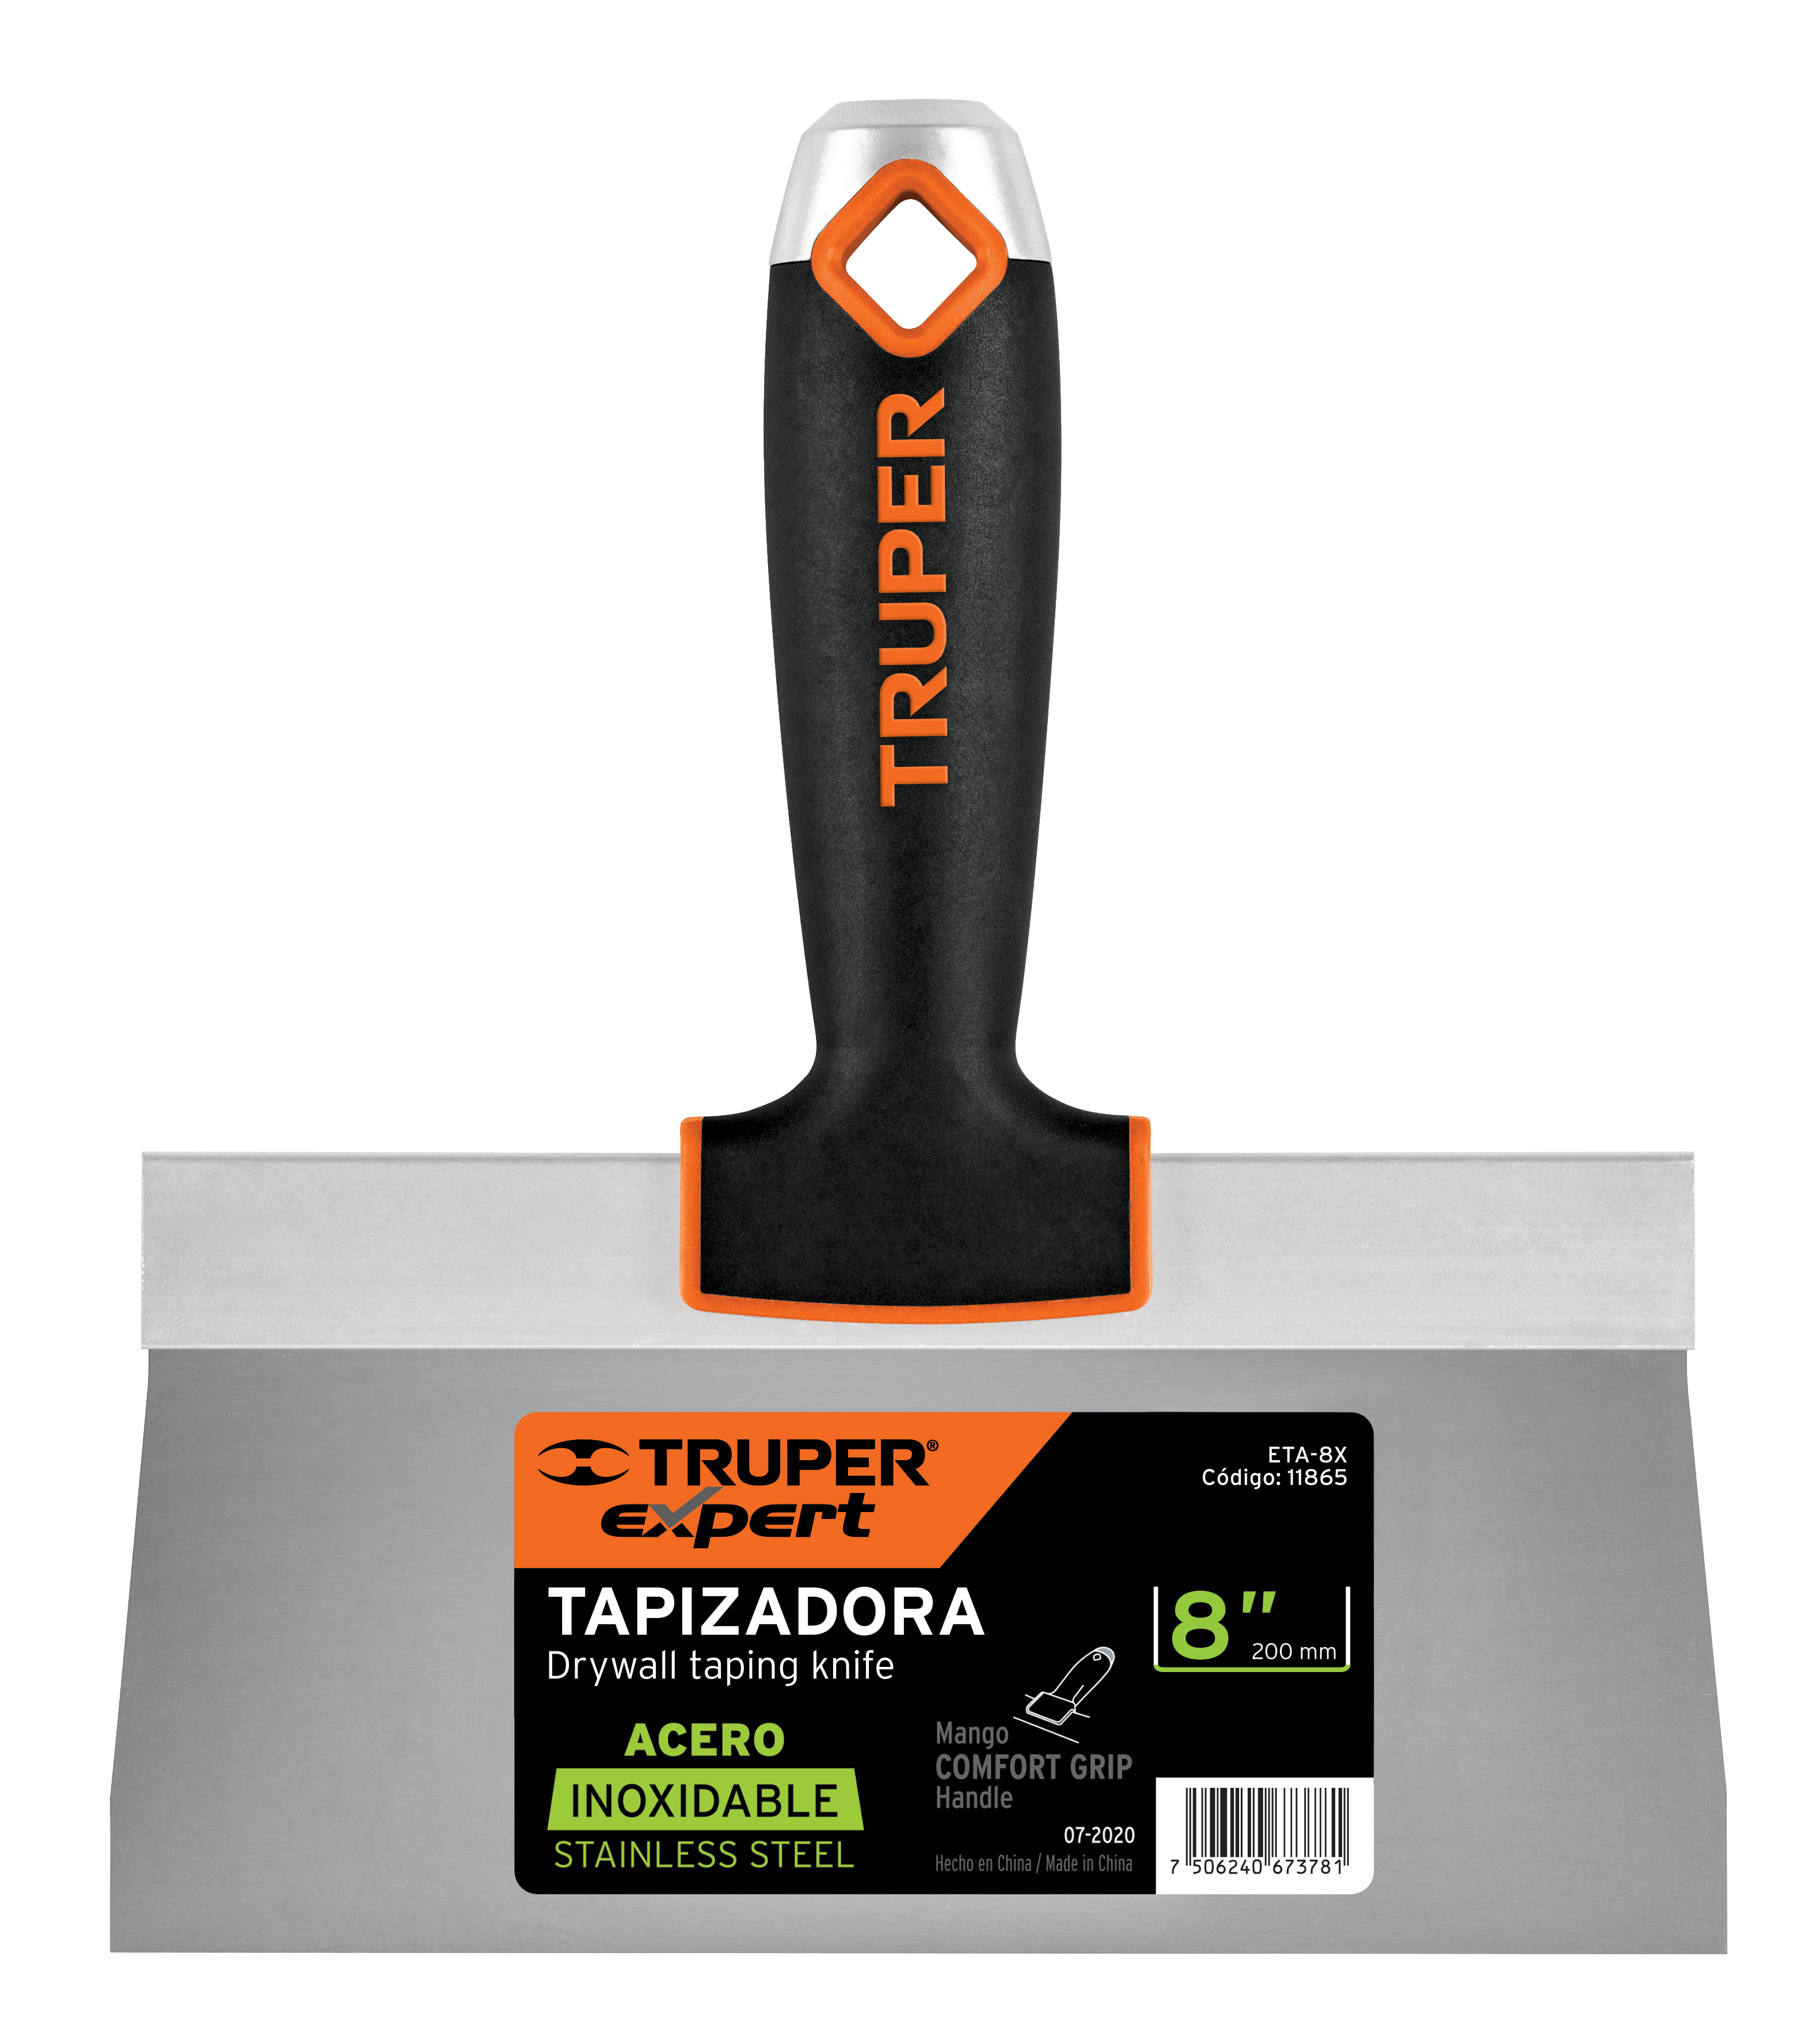 TRUPER
TRUPER®
expert
ETA-8X
Código: 11865
TAPIZADORA
Drywall taping knife
8"
200 mm
ACERO
INOXIDABLE
STAINLESS STEEL
Mango
COMFORT GRIP
Handle
07-2020
Hecho en China / Made in China
7 506240 673781